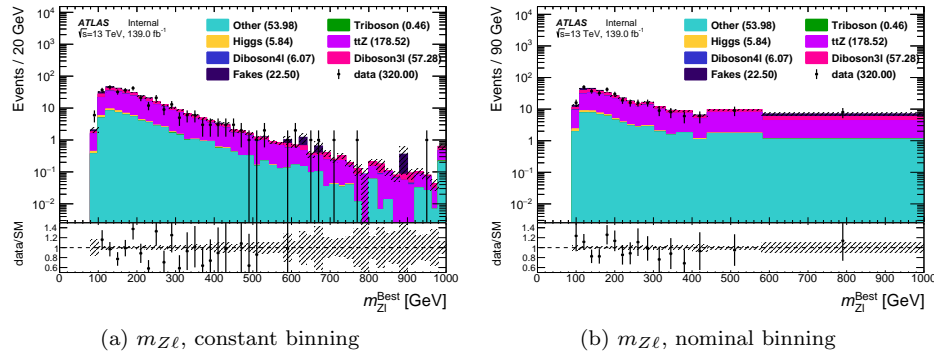 Events / 20 GeV
10⁴
10³
10²
10
1
10⁻¹
10⁻²
ATLAS Internal
√s=13 TeV, 139.0 fb⁻¹
Other (53.98)
Triboson (0.46)
Higgs (5.84)
ttZ (178.52)
Diboson4l (6.07)
Diboson3l (57.28)
Fakes (22.50)
data (320.00)
data/SM
1.4
1.2
1
0.8
0.6
0 100 200 300 400 500 600 700 800 900 1000
m_Zl^Best [GeV]
(a) m_Zℓ, constant binning
Events / 90 GeV
10⁴
10³
10²
10
1
10⁻¹
10⁻²
ATLAS Internal
√s=13 TeV, 139.0 fb⁻¹
Other (53.98)
Triboson (0.46)
Higgs (5.84)
ttZ (178.52)
Diboson4l (6.07)
Diboson3l (57.28)
Fakes (22.50)
data (320.00)
data/SM
1.4
1.2
1
0.8
0.6
0 100 200 300 400 500 600 700 800 900 1000
m_Zl^Best [GeV]
(b) m_Zℓ, nominal binning